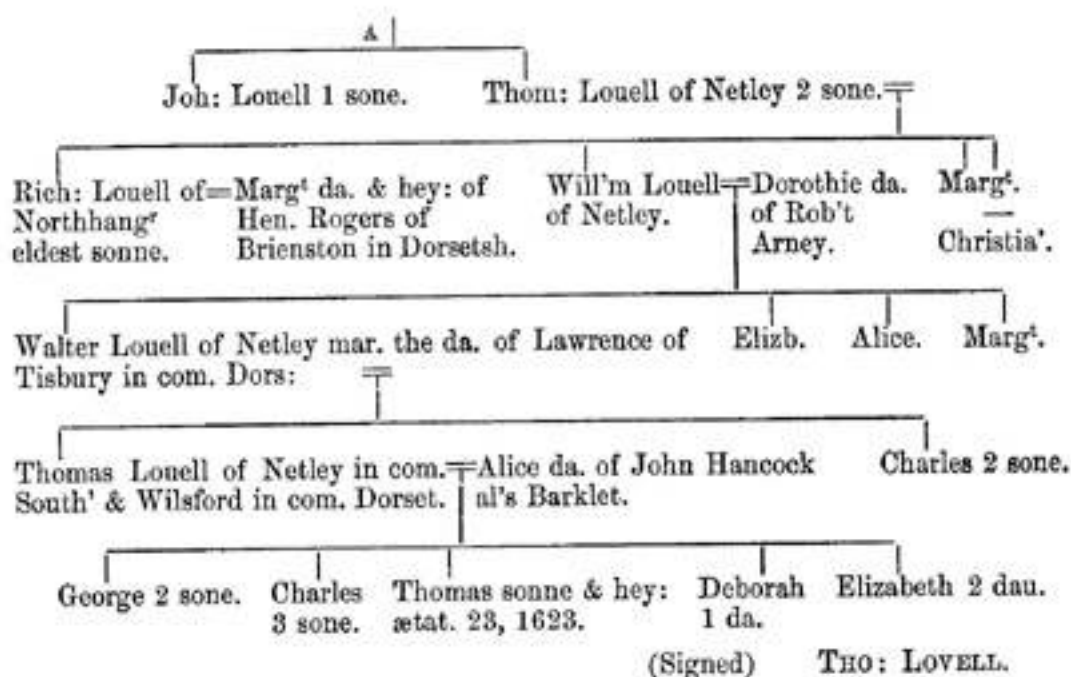 A
Joh: Louell 1 sone. Thom: Louell of Netley 2 sone.
Rich: Louell of
Northhangʳ
eldest sonne.
Margᵗ da. & hey: of
Hen. Rogers of
Brienston in Dorsetsh.
Will'm Louell
of Netley.
Dorothie da.
of Rob't
Arney.
Margᵗ.
—
Christia'.
Walter Louell of Netley mar. the da. of Lawrence of
Tisbury in com. Dors:
Elizb. Alice. Margᵗ.
Thomas Louell of Netley in com.
South' & Wilsford in com. Dorset.
Alice da. of John Hancock
al's Barklet.
Charles 2 sone.
George 2 sone.
Charles
3 sone.
Thomas sonne & hey:
ætat. 23, 1623.
Deborah
1 da.
Elizabeth 2 dau.
(Signed) THO: LOVELL.